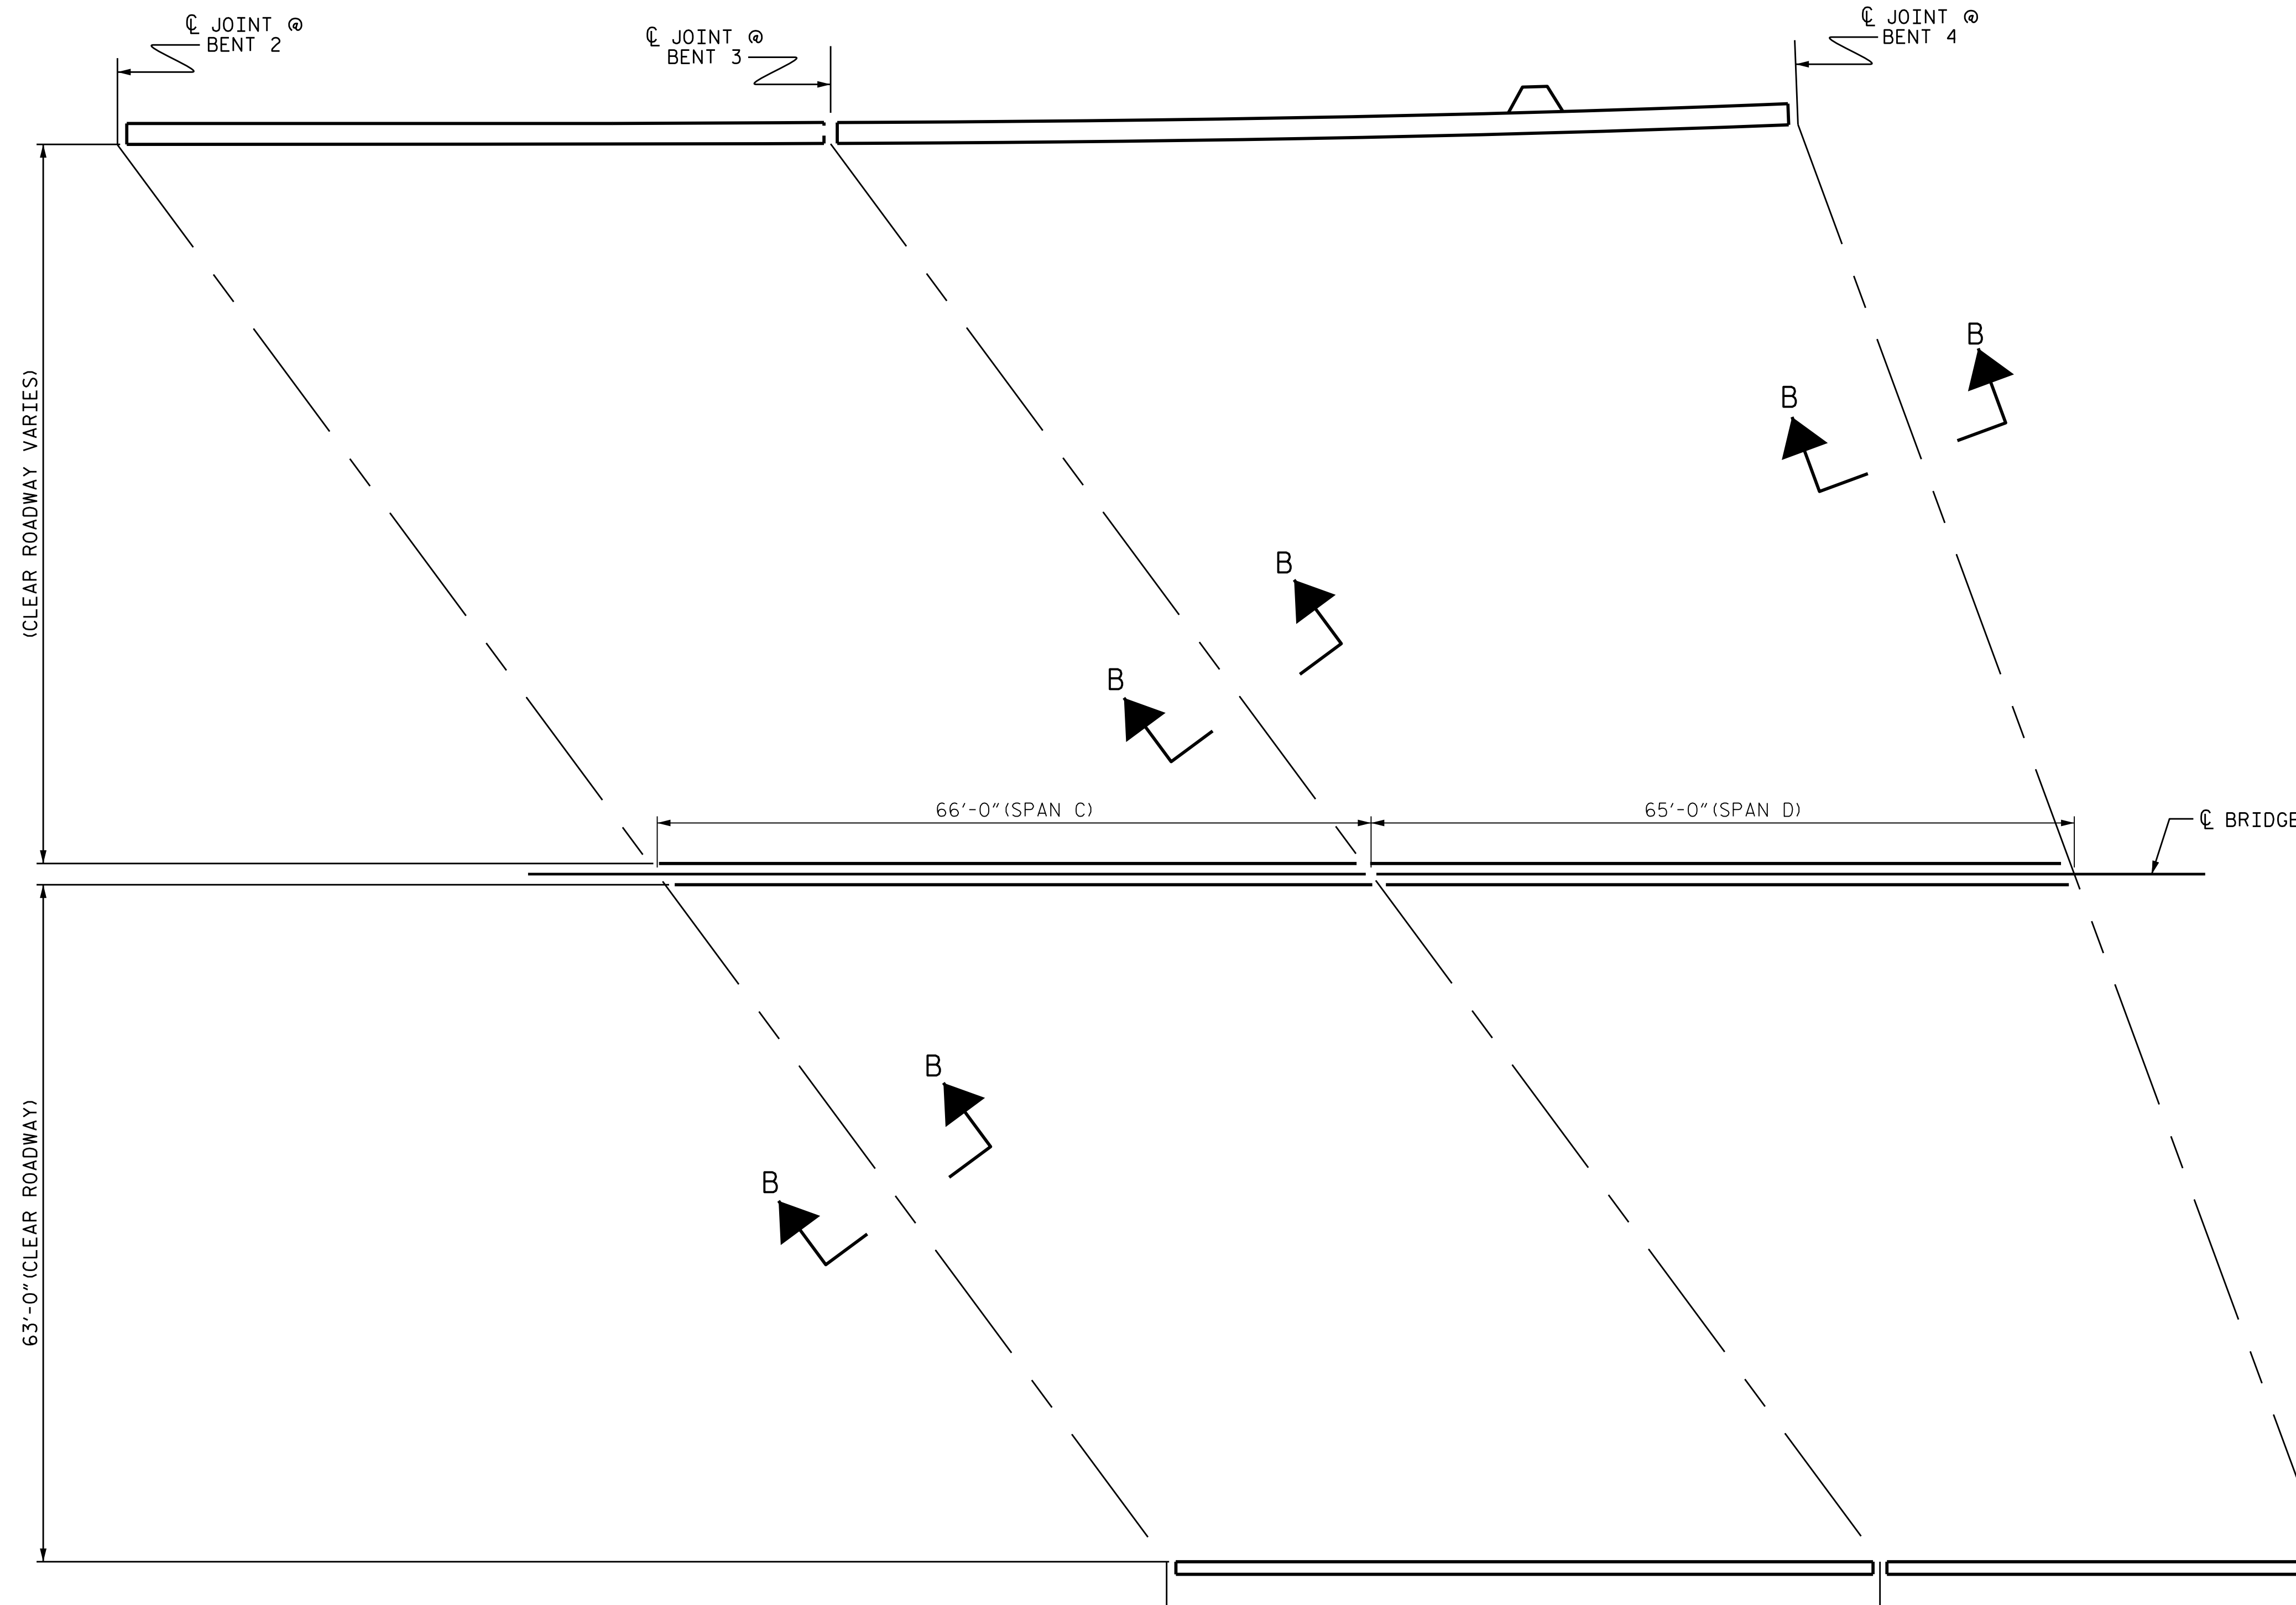 ℄ JOINT @
BENT 2
℄ JOINT @
BENT 3
℄ JOINT @
BENT 4
(CLEAR ROADWAY VARIES)
B
B
B
B
66'-0"(SPAN C)
65'-0"(SPAN D)
℄ BRIDGE
B
B
63'-0"(CLEAR ROADWAY)